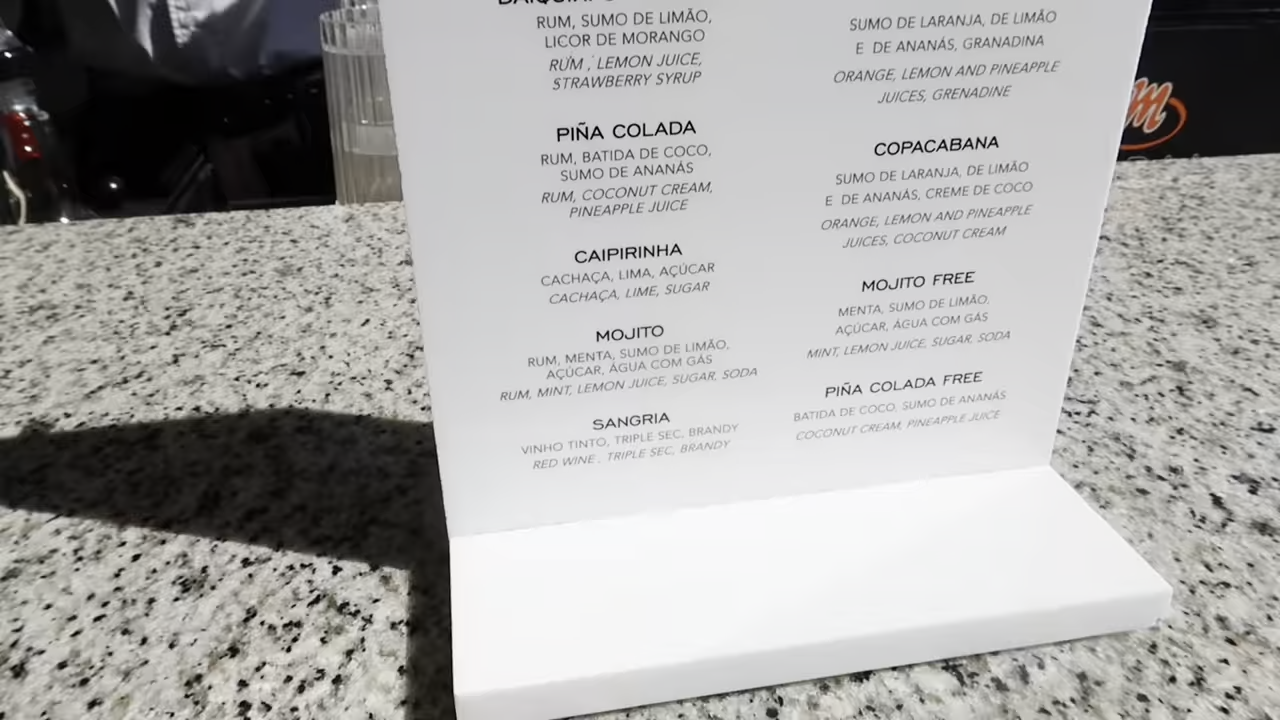 RUM, SUMO DE LIMÃO,
LICOR DE MORANGO
RUM, LEMON JUICE,
STRAWBERRY SYRUP
PIÑA COLADA
RUM, BATIDA DE COCO,
SUMO DE ANANÁS
RUM, COCONUT CREAM,
PINEAPPLE JUICE
CAIPIRINHA
CACHAÇA, LIMA, AÇÚCAR
CACHAÇA, LIME, SUGAR
MOJITO
RUM, MENTA, SUMO DE LIMÃO,
AÇÚCAR, ÁGUA COM GÁS
RUM, MINT, LEMON JUICE, SUGAR, SODA
SANGRIA
VINHO TINTO, TRIPLE SEC, BRANDY
RED WINE , TRIPLE SEC, BRANDY
SUMO DE LARANJA, DE LIMÃO
E DE ANANÁS, GRANADINA
ORANGE, LEMON AND PINEAPPLE
JUICES, GRENADINE
COPACABANA
SUMO DE LARANJA, DE LIMÃO
E DE ANANÁS, CREME DE COCO
ORANGE, LEMON AND PINEAPPLE
JUICES, COCONUT CREAM
MOJITO FREE
MENTA, SUMO DE LIMÃO,
AÇÚCAR, ÁGUA COM GÁS
MINT, LEMON JUICE, SUGAR, SODA
PIÑA COLADA FREE
BATIDA DE COCO, SUMO DE ANANÁS
COCONUT CREAM, PINEAPPLE JUICE